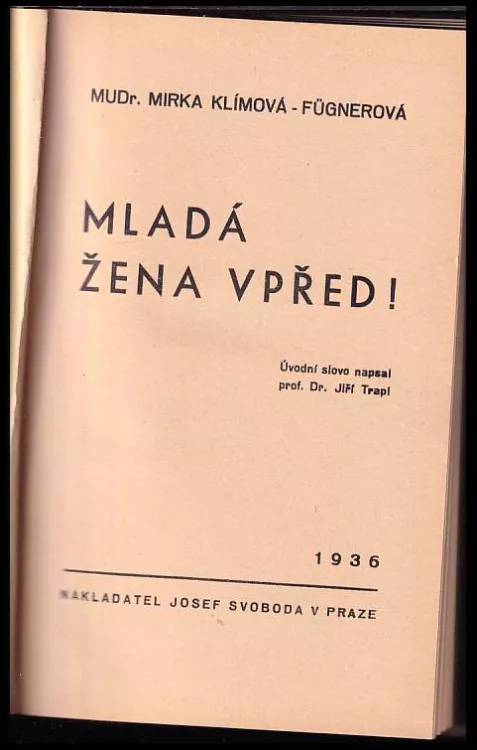 MUDr. MIRKA KLÍMOVÁ - FÜGNEROVÁ
MLADÁ
ŽENA VPŘED!
Úvodní slovo napsal
prof. Dr. Jiří Trapl
1936
NAKLADATEL JOSEF SVOBODA V PRAZE